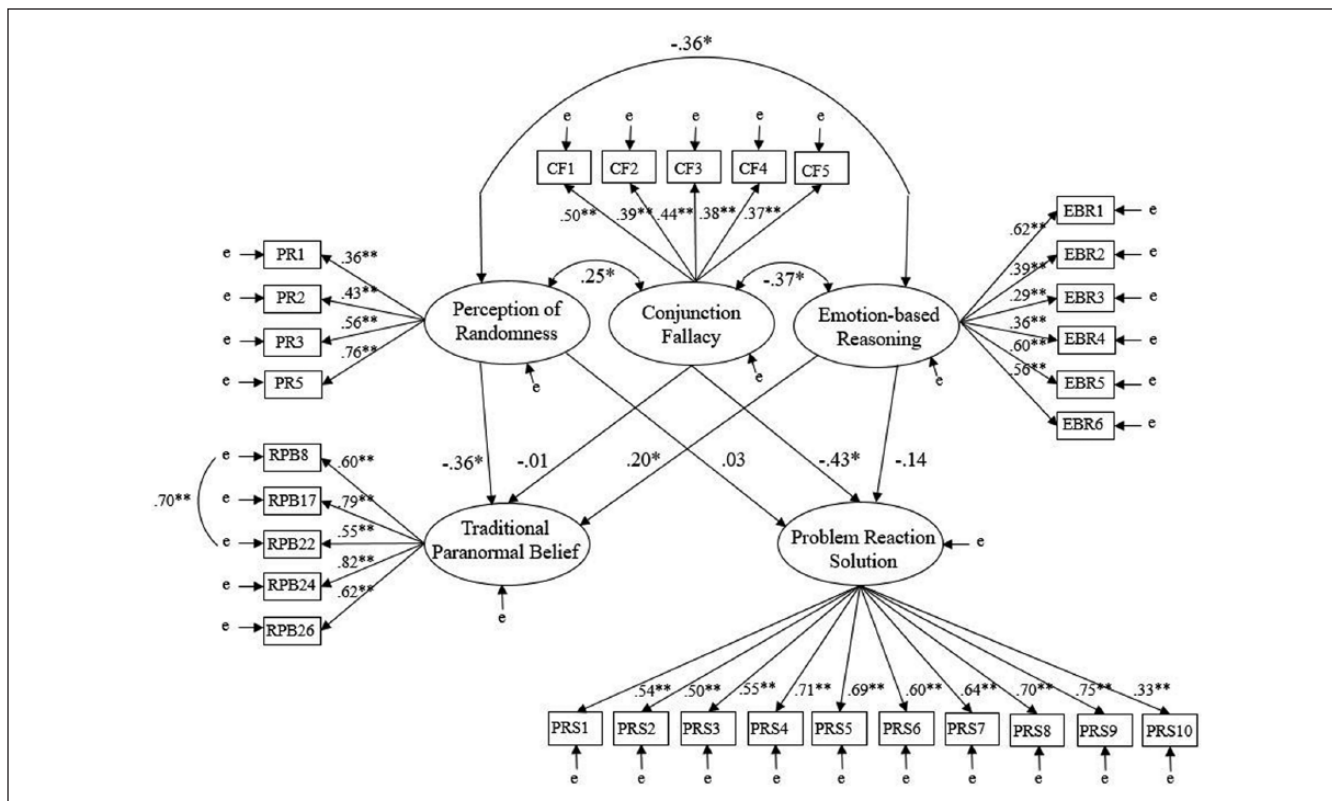 -.36*
e e e e e
CF1 CF2 CF3 CF4 CF5
.50** .39** .44** .38** .37**
e PR1 .36**
e PR2 .43**
e PR3 .56**
e PR5 .76**
Perception of
Randomness
e
.25*
Conjunction
Fallacy
e
-.37*
Emotion-based
Reasoning
e
.62** EBR1 e
.39** EBR2 e
.29** EBR3 e
.36** EBR4 e
.60** EBR5 e
.56** EBR6 e
-.36* -.01 .20* .03 -.43* -.14
.70**
e RPB8 .60**
e RPB17 .79**
e RPB22 .55**
e RPB24 .82**
e RPB26 .62**
Traditional
Paranormal Belief
e
Problem Reaction
Solution
e
.54** .50** .55** .71** .69** .60** .64** .70** .75** .33**
PRS1 PRS2 PRS3 PRS4 PRS5 PRS6 PRS7 PRS8 PRS9 PRS10
e e e e e e e e e e